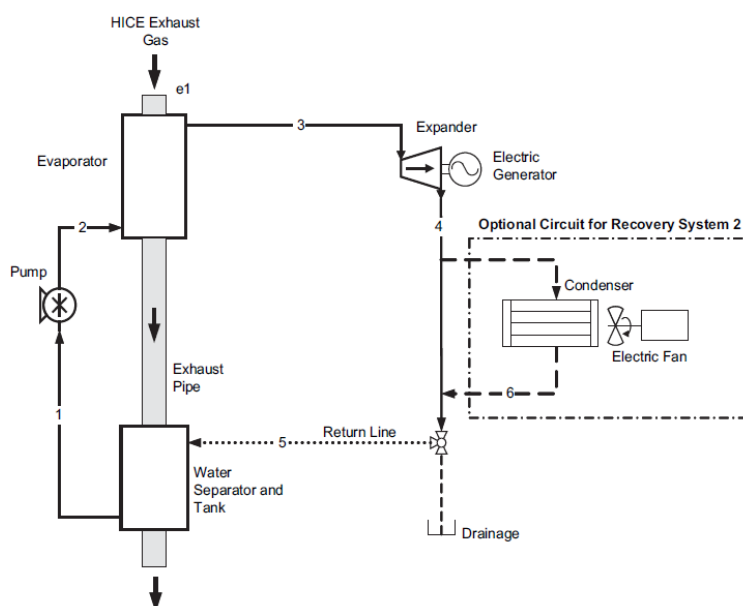 HICE Exhaust
Gas
e1
3
Expander
Evaporator
Electric
Generator
2
4
Optional Circuit for Recovery System 2
Pump
Condenser
Electric Fan
Exhaust
Pipe
6
1
Return Line
5
Water
Separator and
Tank
Drainage